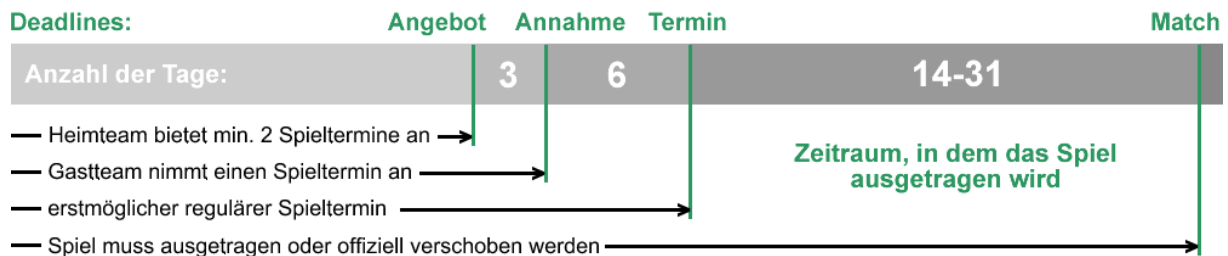 Deadlines: Angebot Annahme Termin Match
Anzahl der Tage: 3 6 14-31
Heimteam bietet min. 2 Spieltermine an
Gastteam nimmt einen Spieltermin an
erstmöglicher regulärer Spieltermin
Spiel muss ausgetragen oder offiziell verschoben werden
Zeitraum, in dem das Spiel
ausgetragen wird